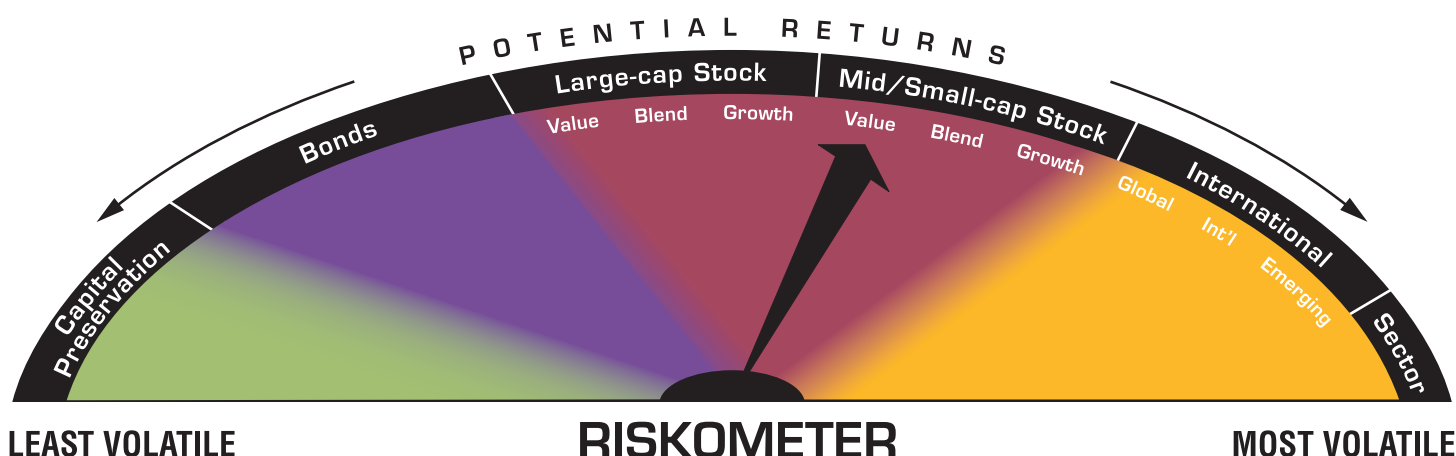 POTENTIAL RETURNS
Capital
Preservation
Bonds
Large-cap Stock
Value
Blend
Growth
Mid/Small-cap Stock
Value
Blend
Growth
International
Global
Int'l
Emerging
Sector
LEAST VOLATILE
RISKOMETER
MOST VOLATILE